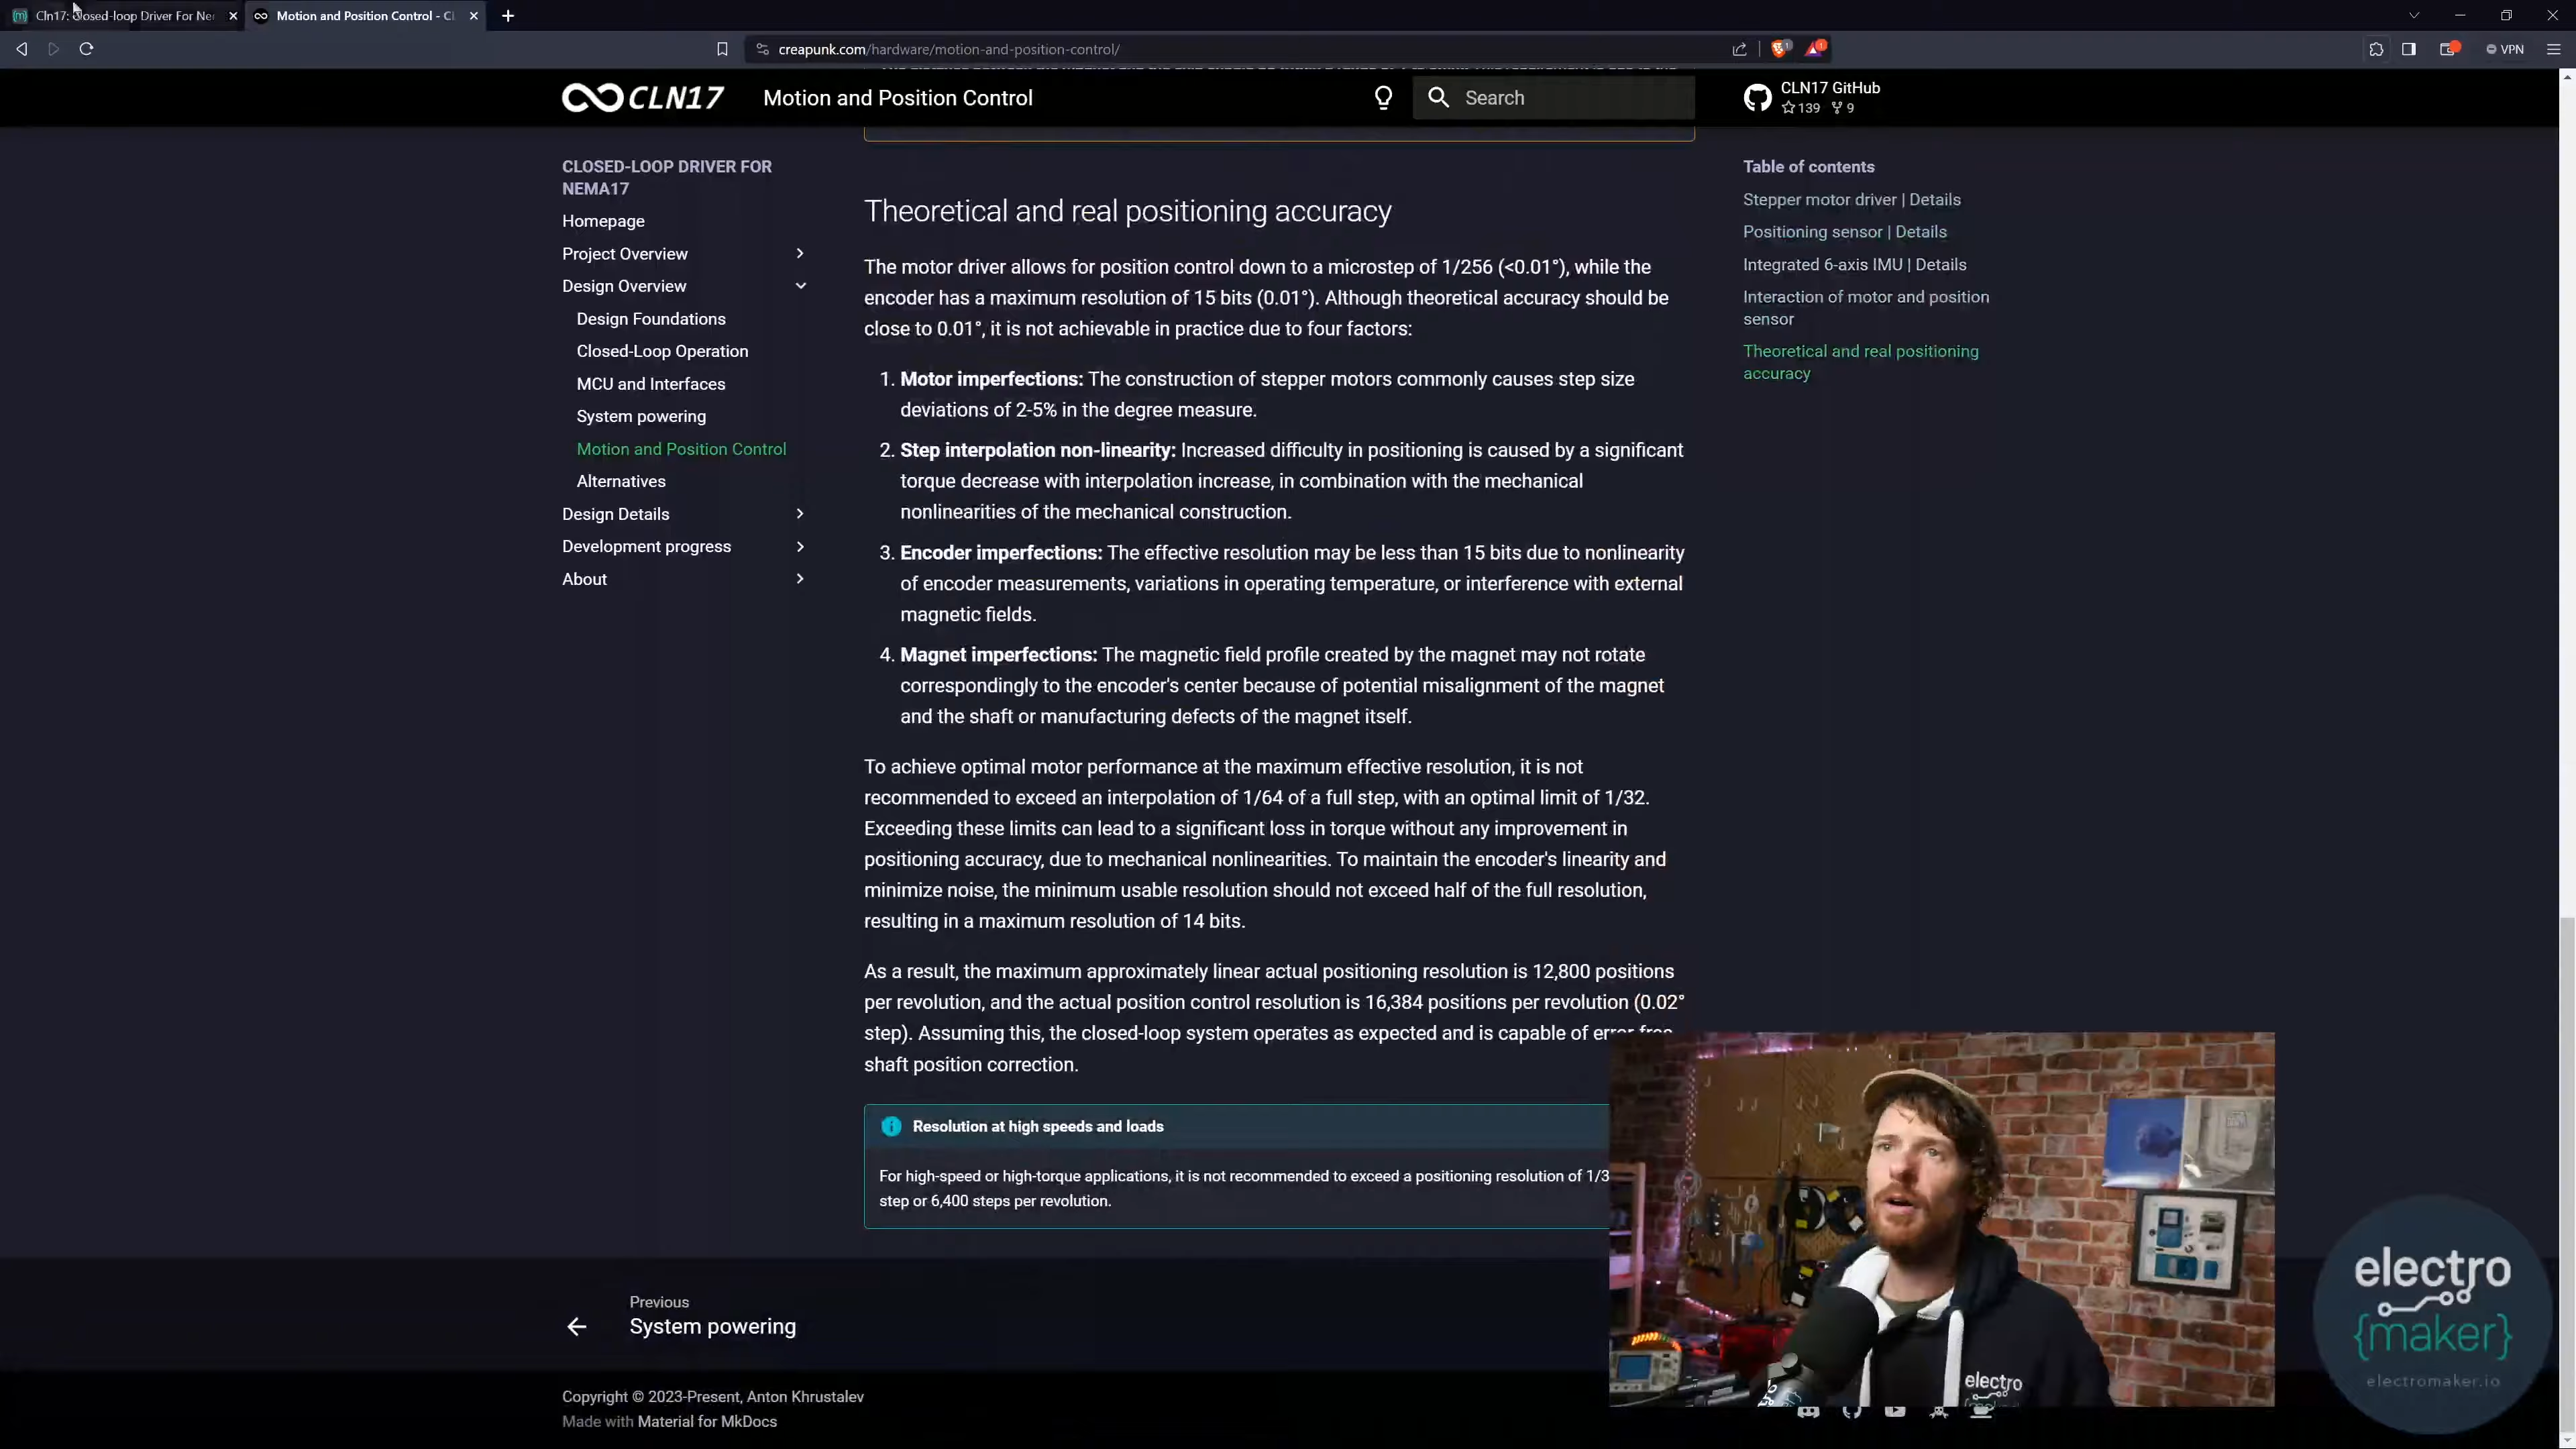 Cln17: Closed-loop Driver For Ne
Motion and Position Control - CL
creapunk.com/hardware/motion-and-position-control/
VPN
CLN17
Motion and Position Control
Search
CLN17 GitHub
139 9
CLOSED-LOOP DRIVER FOR
NEMA17
Homepage
Project Overview
Design Overview
Design Foundations
Closed-Loop Operation
MCU and Interfaces
System powering
Motion and Position Control
Alternatives
Design Details
Development progress
About
Theoretical and real positioning accuracy
The motor driver allows for position control down to a microstep of 1/256 (<0.01°), while the
encoder has a maximum resolution of 15 bits (0.01°). Although theoretical accuracy should be
close to 0.01°, it is not achievable in practice due to four factors:
1. Motor imperfections: The construction of stepper motors commonly causes step size
deviations of 2-5% in the degree measure.
2. Step interpolation non-linearity: Increased difficulty in positioning is caused by a significant
torque decrease with interpolation increase, in combination with the mechanical
nonlinearities of the mechanical construction.
3. Encoder imperfections: The effective resolution may be less than 15 bits due to nonlinearity
of encoder measurements, variations in operating temperature, or interference with external
magnetic fields.
4. Magnet imperfections: The magnetic field profile created by the magnet may not rotate
correspondingly to the encoder's center because of potential misalignment of the magnet
and the shaft or manufacturing defects of the magnet itself.
To achieve optimal motor performance at the maximum effective resolution, it is not
recommended to exceed an interpolation of 1/64 of a full step, with an optimal limit of 1/32.
Exceeding these limits can lead to a significant loss in torque without any improvement in
positioning accuracy, due to mechanical nonlinearities. To maintain the encoder's linearity and
minimize noise, the minimum usable resolution should not exceed half of the full resolution,
resulting in a maximum resolution of 14 bits.
As a result, the maximum approximately linear actual positioning resolution is 12,800 positions
per revolution, and the actual position control resolution is 16,384 positions per revolution (0.02°
step). Assuming this, the closed-loop system operates as expected and is capable of error free
shaft position correction.
Resolution at high speeds and loads
For high-speed or high-torque applications, it is not recommended to exceed a positioning resolution of 1/3
step or 6,400 steps per revolution.
Table of contents
Stepper motor driver | Details
Positioning sensor | Details
Integrated 6-axis IMU | Details
Interaction of motor and position
sensor
Theoretical and real positioning
accuracy
Previous
System powering
Copyright © 2023-Present, Anton Khrustalev
Made with Material for MkDocs
electro
electro
{maker}
electromaker.io